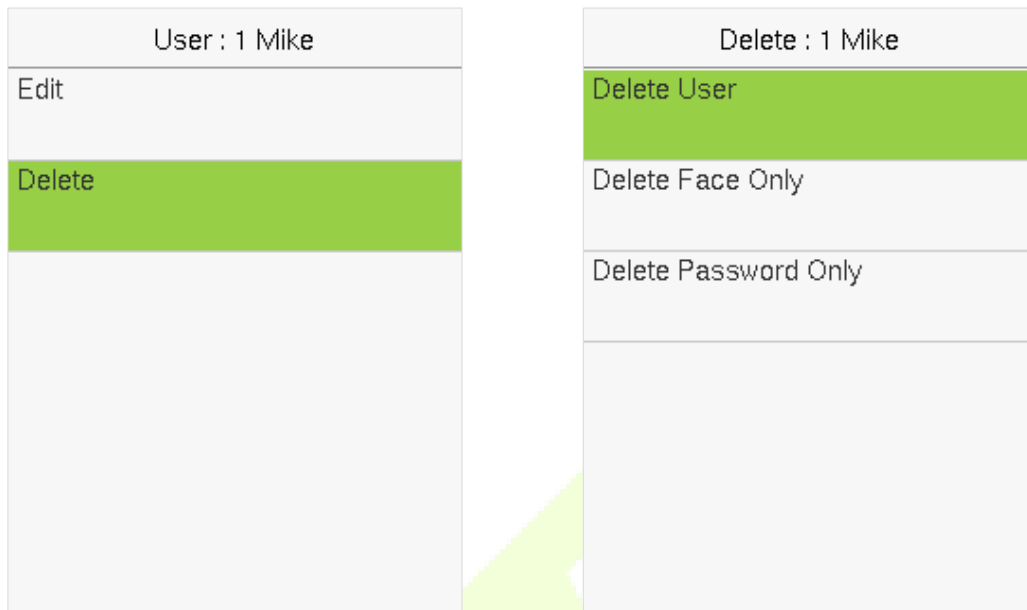 User : 1 Mike
Edit
Delete
Delete : 1 Mike
Delete User
Delete Face Only
Delete Password Only